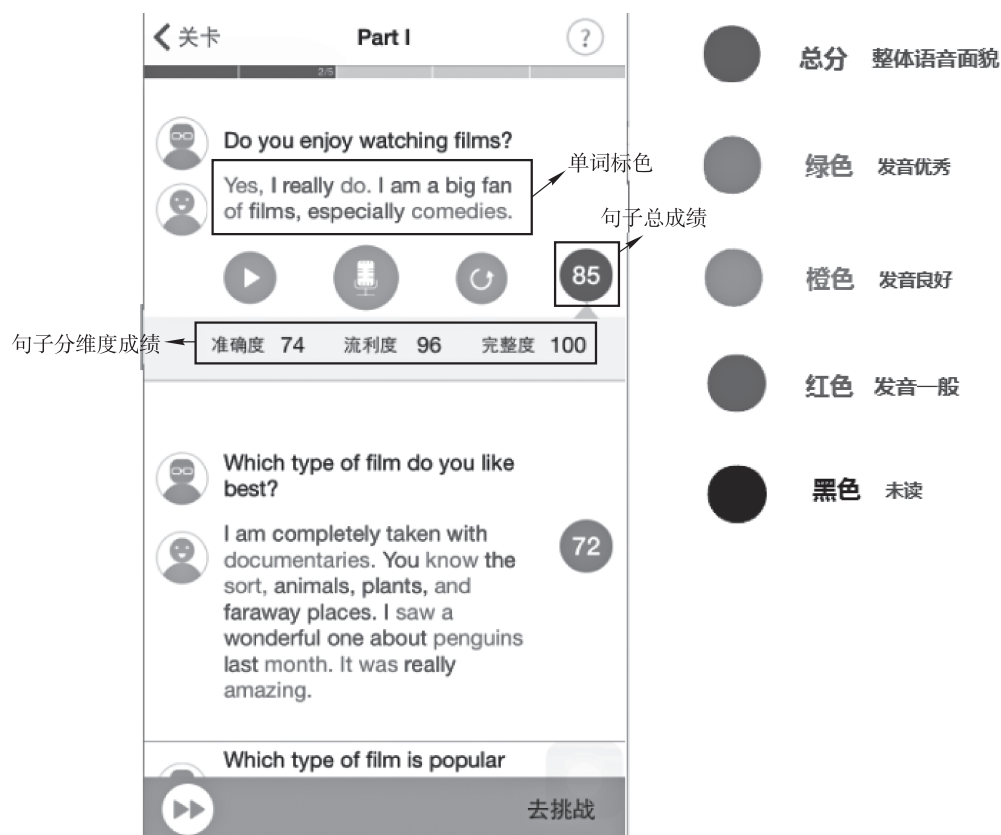 关卡
Part I
?
2/5
Do you enjoy watching films?
Yes, I really do. I am a big fan
of films, especially comedies.
单词标色
句子总成绩
85
句子分维度成绩
准确度 74 流利度 96 完整度 100
Which type of film do you like
best?
I am completely taken with
documentaries. You know the
sort, animals, plants, and
faraway places. I saw a
wonderful one about penguins
last month. It was really
amazing.
72
Which type of film is popular
去挑战
总分 整体语音面貌
绿色 发音优秀
橙色 发音良好
红色 发音一般
黑色 未读